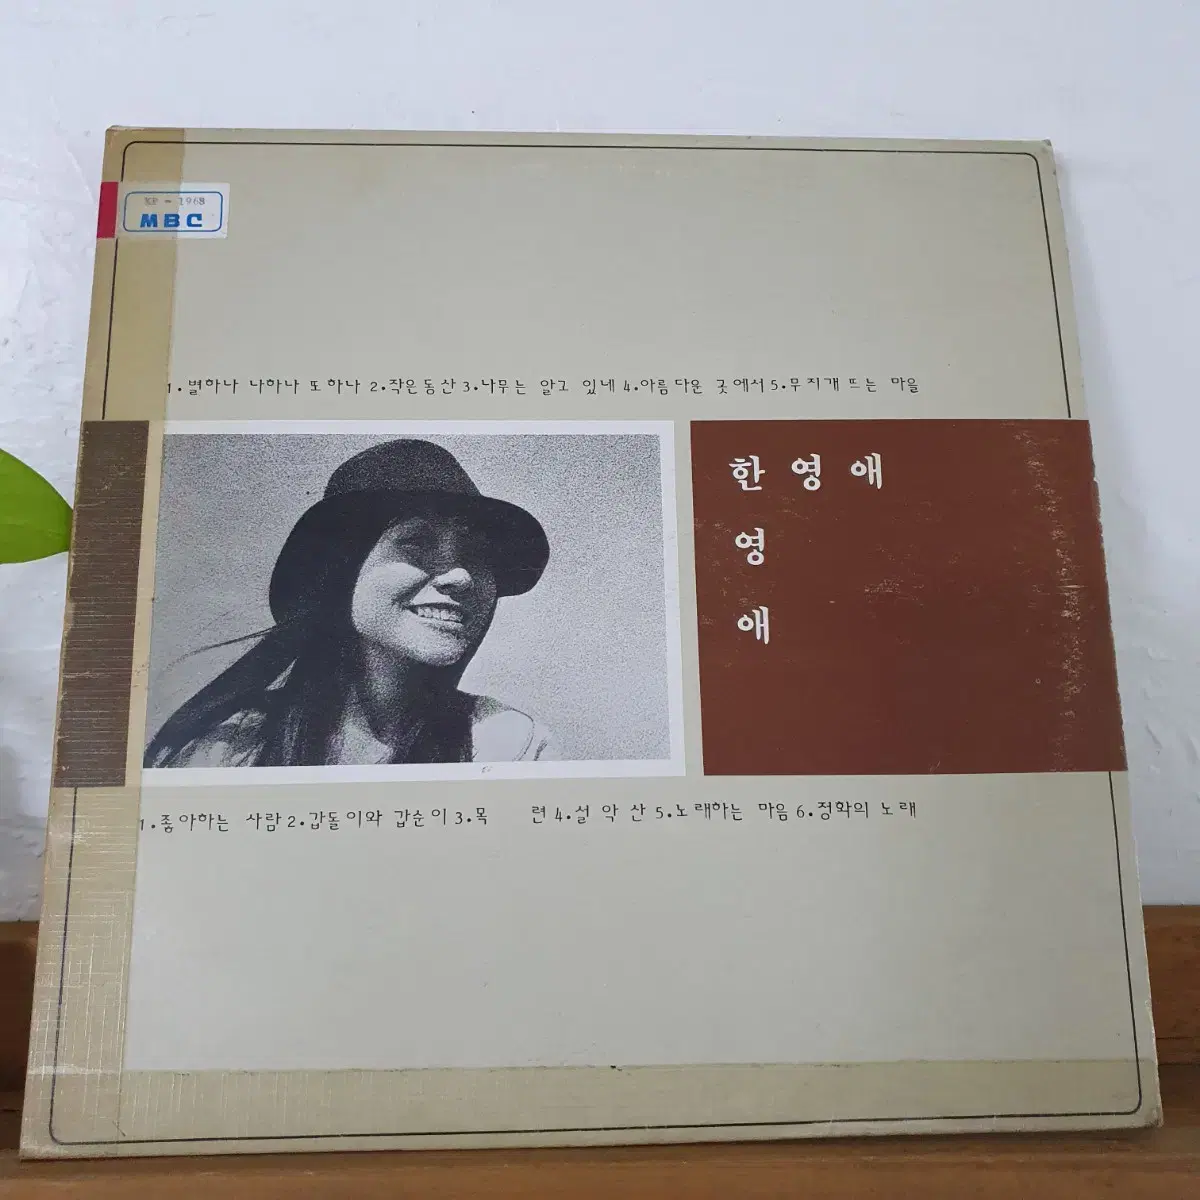 KP - 1968
MBC
1.별하나 나하나 또하나 2.작은동산 3.나무는 알고 있네 4.아름다운 곳에서 5.무지개 뜨는 마을
한영애
영
애
1.좋아하는 사람 2.갑돌이와 갑순이 3.목 련 4.설악산 5.노래하는 마음 6.정화의 노래